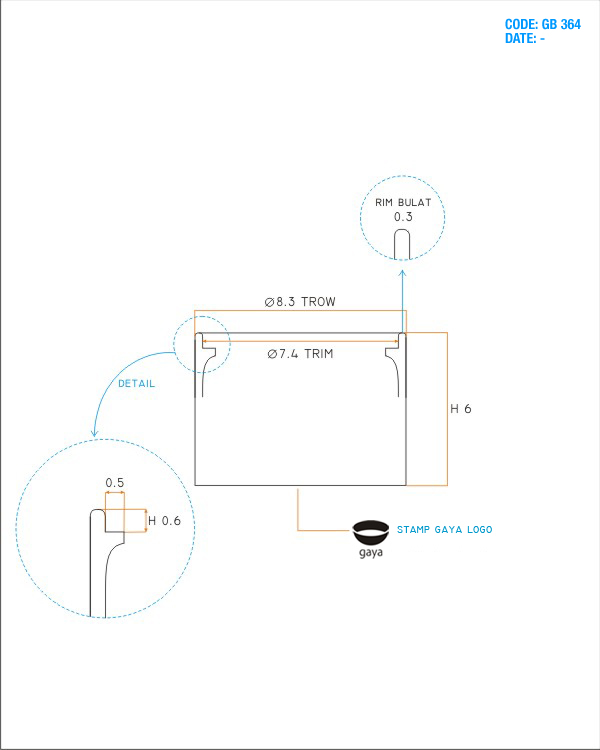 CODE: GB 364
DATE: -
RIM BULAT
0.3
Ø8.3 TROW
Ø7.4 TRIM
DETAIL
H 6
0.5
H 0.6
STAMP GAYA LOGO
gaya